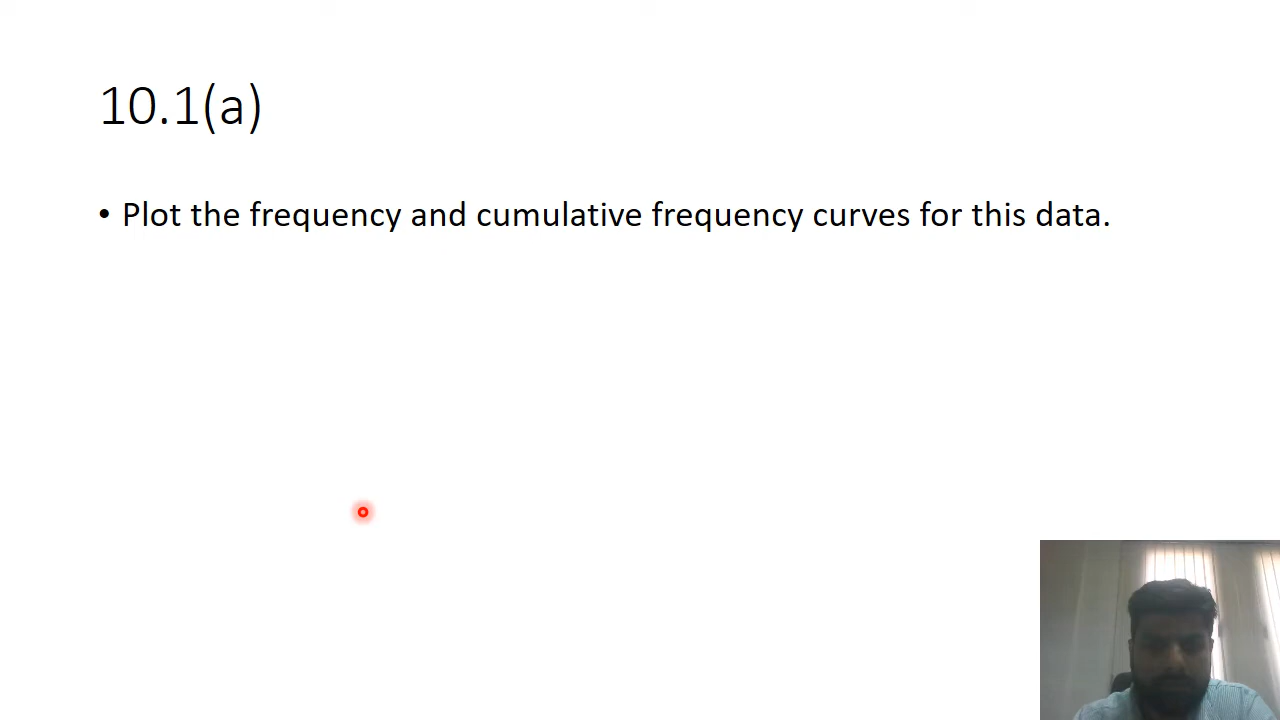 10.1(a)
• Plot the frequency and cumulative frequency curves for this data.